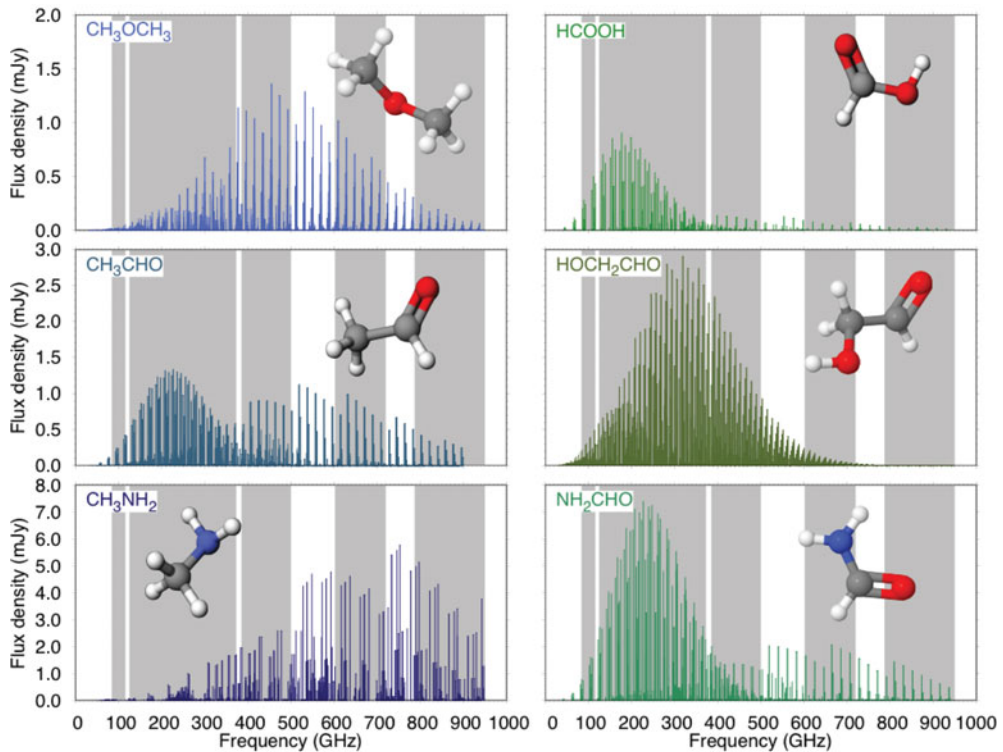 CH₃OCH₃
Flux density (mJy)
2.0
1.5
1.0
0.5
0.0
HCOOH
CH₃CHO
Flux density (mJy)
3.0
2.5
2.0
1.5
1.0
0.5
0.0
HOCH₂CHO
CH₃NH₂
Flux density (mJy)
8.0
7.0
6.0
5.0
4.0
3.0
2.0
1.0
0.0
NH₂CHO
0 100 200 300 400 500 600 700 800 900 1000
Frequency (GHz)
0 100 200 300 400 500 600 700 800 900 1000
Frequency (GHz)